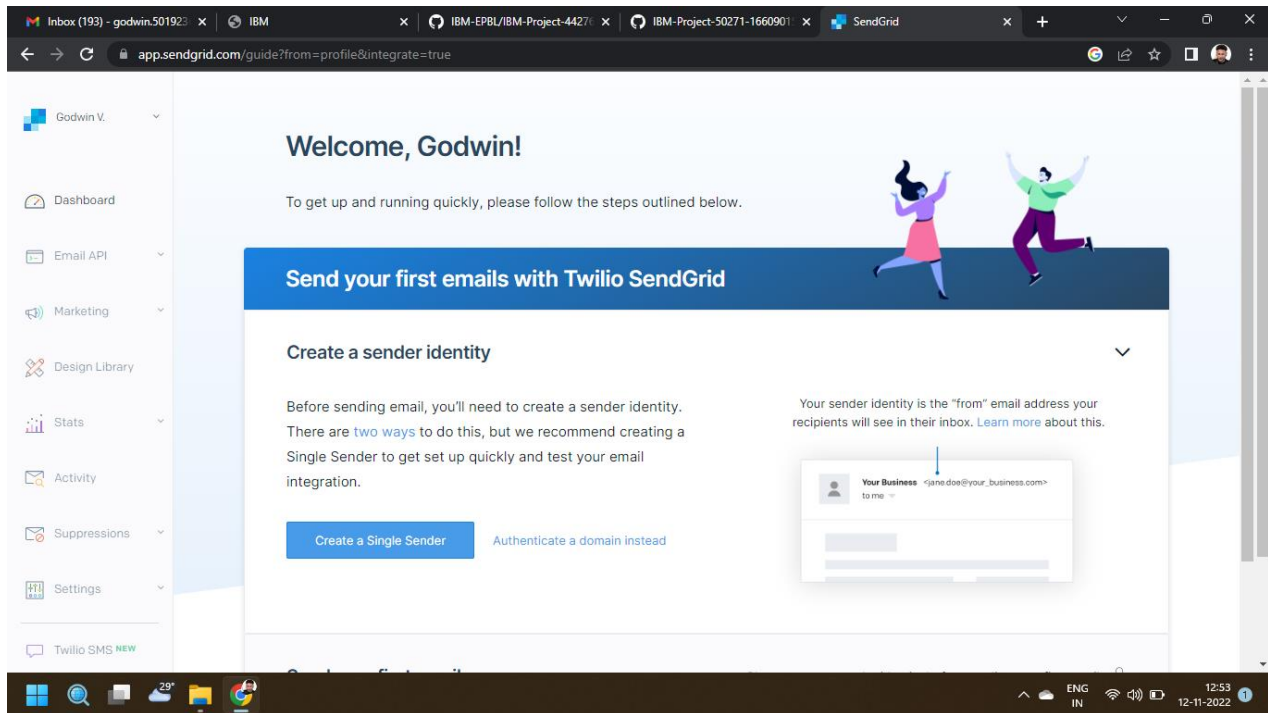 Inbox (193) - godwin.501923
IBM
IBM-EPBL/IBM-Project-44276
IBM-Project-50271-1660901
SendGrid
app.sendgrid.com/guide?from=profile&integrate=true
Godwin V.
Dashboard
Email API
Marketing
Design Library
Stats
Activity
Suppressions
Settings
Twilio SMS NEW
Welcome, Godwin!
To get up and running quickly, please follow the steps outlined below.
Send your first emails with Twilio SendGrid
Create a sender identity
Before sending email, you'll need to create a sender identity.
There are two ways to do this, but we recommend creating a
Single Sender to get set up quickly and test your email
integration.
Create a Single Sender
Authenticate a domain instead
Your sender identity is the "from" email address your
recipients will see in their inbox. Learn more about this.
Your Business <jane.doe@your_business.com>
to me
29°
ENG
IN
12:53
12-11-2022
1